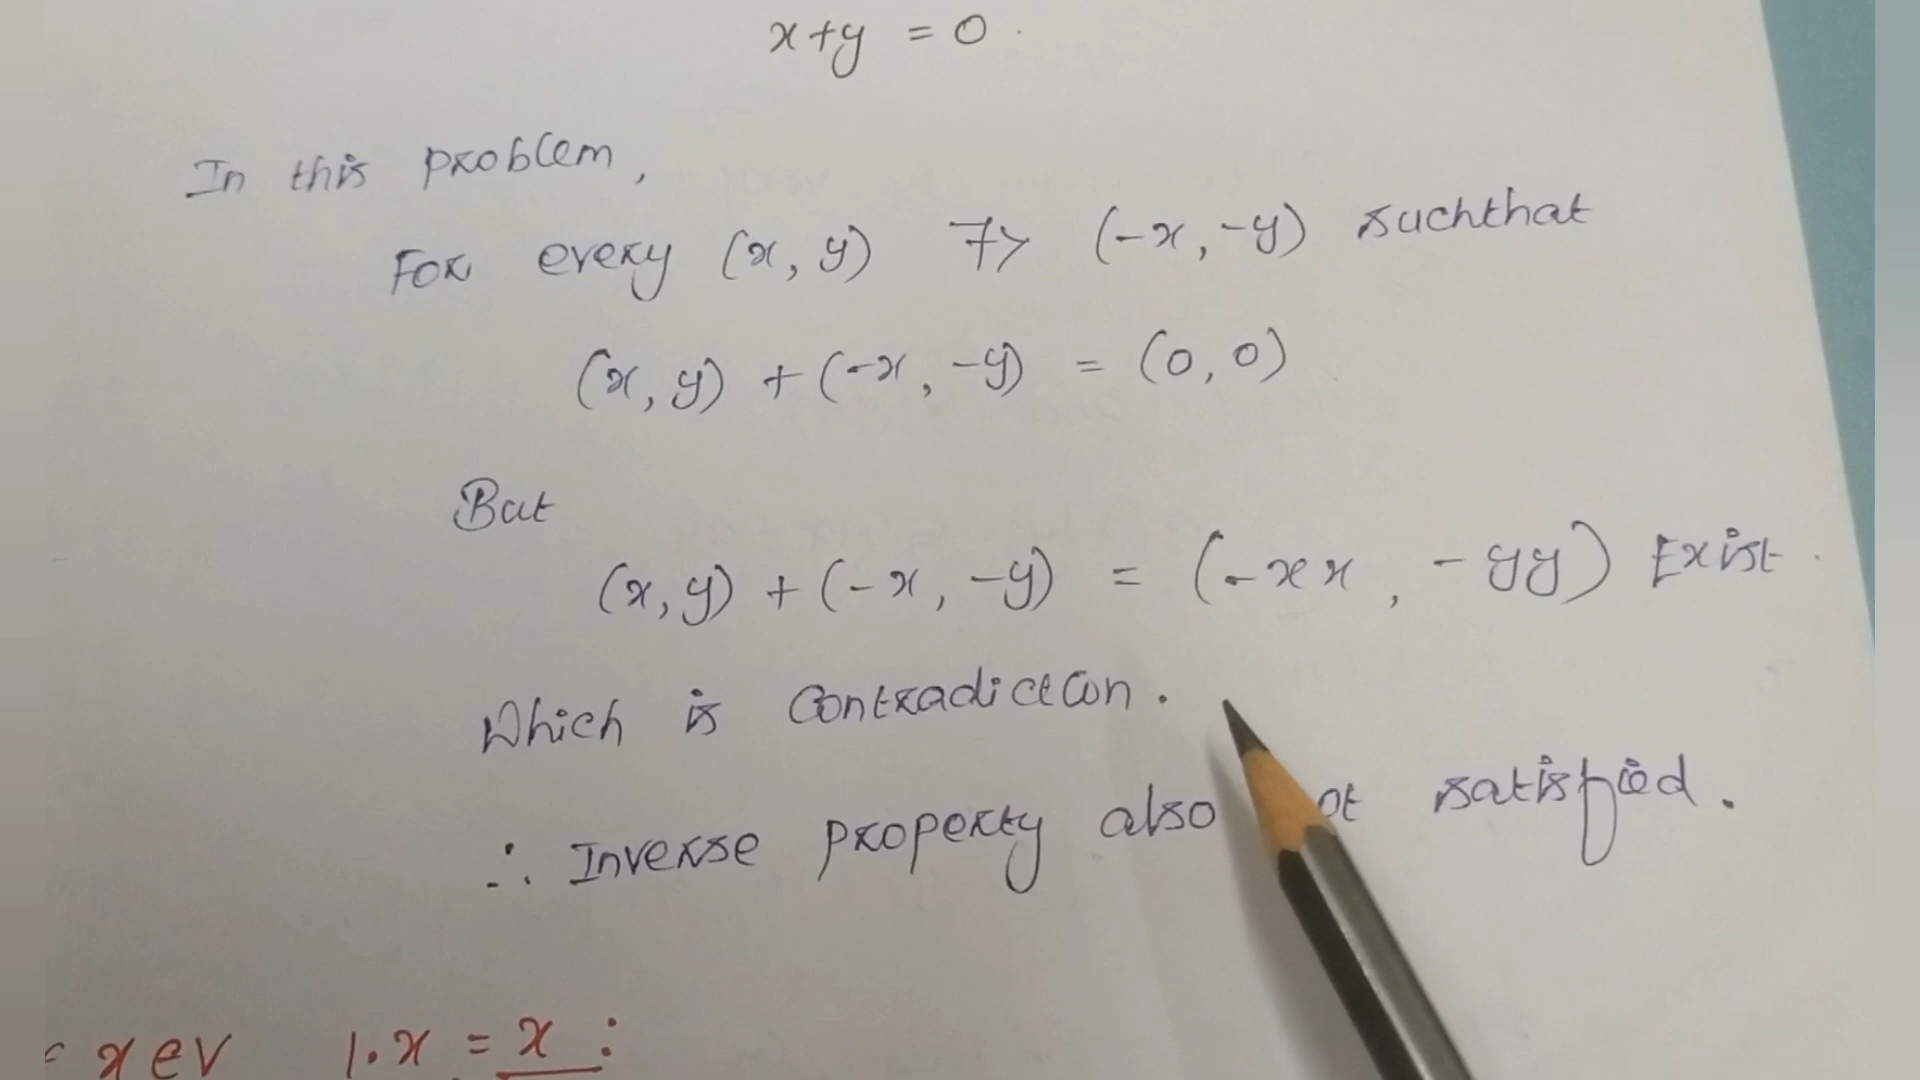 x+y = 0.
In this problem,
For every (x, y) ∃ (-x, -y) suchthat
(x, y) + (-x, -y) = (0, 0)
But
(x, y) + (-x, -y) = (-xx, -yy) Exist.
Which is Contradiction.
∴ Inverse property also satisfied.
x ∈ V 1.x = x :